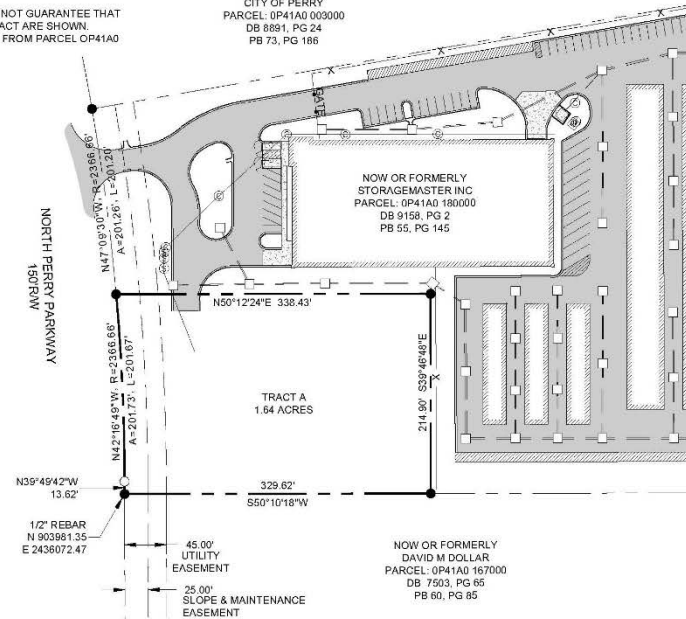 NOT GUARANTEE THAT
ACT ARE SHOWN.
FROM PARCEL OP41A0
CITY OF PERRY
PARCEL: 0P41A0 003000
DB 8891, PG 24
PB 73, PG 186
N47°09'30"W, R=2366.66'
A=201.26', L=201.20'
NOW OR FORMERLY
STORAGEMASTER INC
PARCEL: 0P41A0 180000
DB 9158, PG 2
PB 55, PG 145
NORTH PERRY PARKWAY
150'R/W
N50°12'24"E 338.43'
N42°16'49"W, R=2366.66'
A=201.73', L=201.67'
TRACT A
1.64 ACRES
214.90' S39°46'48"E
N39°49'42"W
13.62'
329.62'
S50°10'18"W
1/2" REBAR
N 903981.35
E 2436072.47
45.00'
UTILITY
EASEMENT
25.00'
SLOPE & MAINTENANCE
EASEMENT
NOW OR FORMERLY
DAVID M DOLLAR
PARCEL: 0P41A0 167000
DB 7503, PG 65
PB 60, PG 85